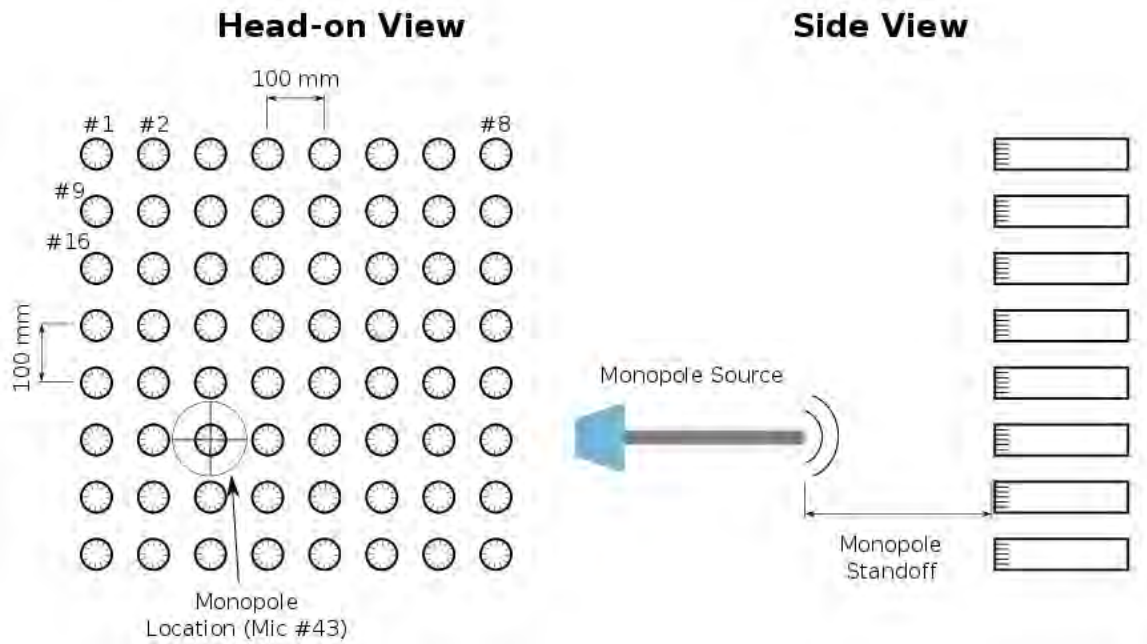 Head-on View
Side View
100 mm
#1
#2
#8
#9
#16
100 mm
Monopole Source
Monopole
Standoff
Monopole
Location (Mic #43)